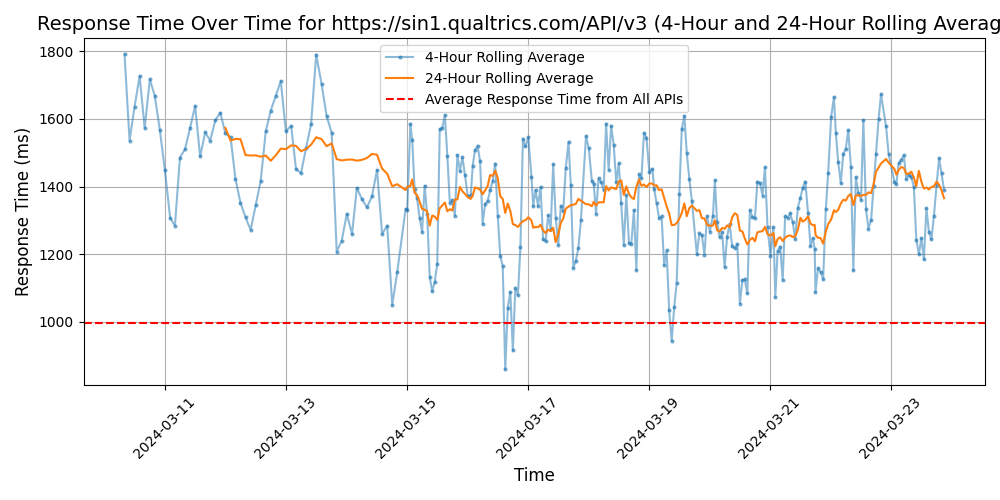 Response Time Over Time for https://sin1.qualtrics.com/API/v3 (4-Hour and 24-Hour Rolling Averag
4-Hour Rolling Average
24-Hour Rolling Average
Average Response Time from All APIs
Response Time (ms)
1800
1600
1400
1200
1000
2024-03-11
2024-03-13
2024-03-15
2024-03-17
2024-03-19
2024-03-21
2024-03-23
Time